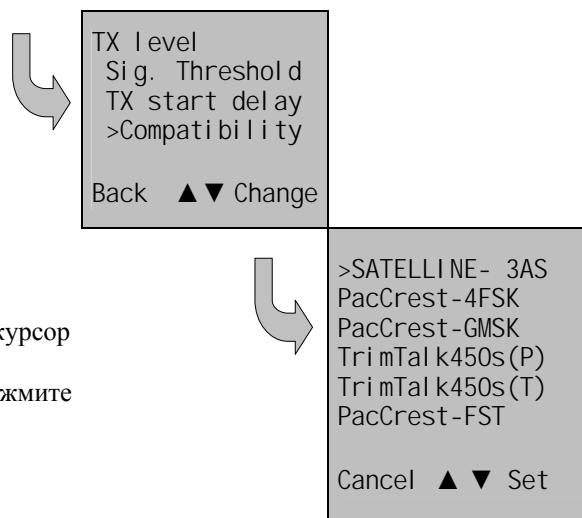 TX level
Sig. Threshold
TX start delay
>Compatibility
Back ▲ ▼ Change
>SATELLINE- 3AS
PacCrest-4FSK
курсор
PacCrest-GMSK
TrimTalk450s(P)
TrimTalk450s(T)
PacCrest-FST
Cancel ▲ ▼ Set